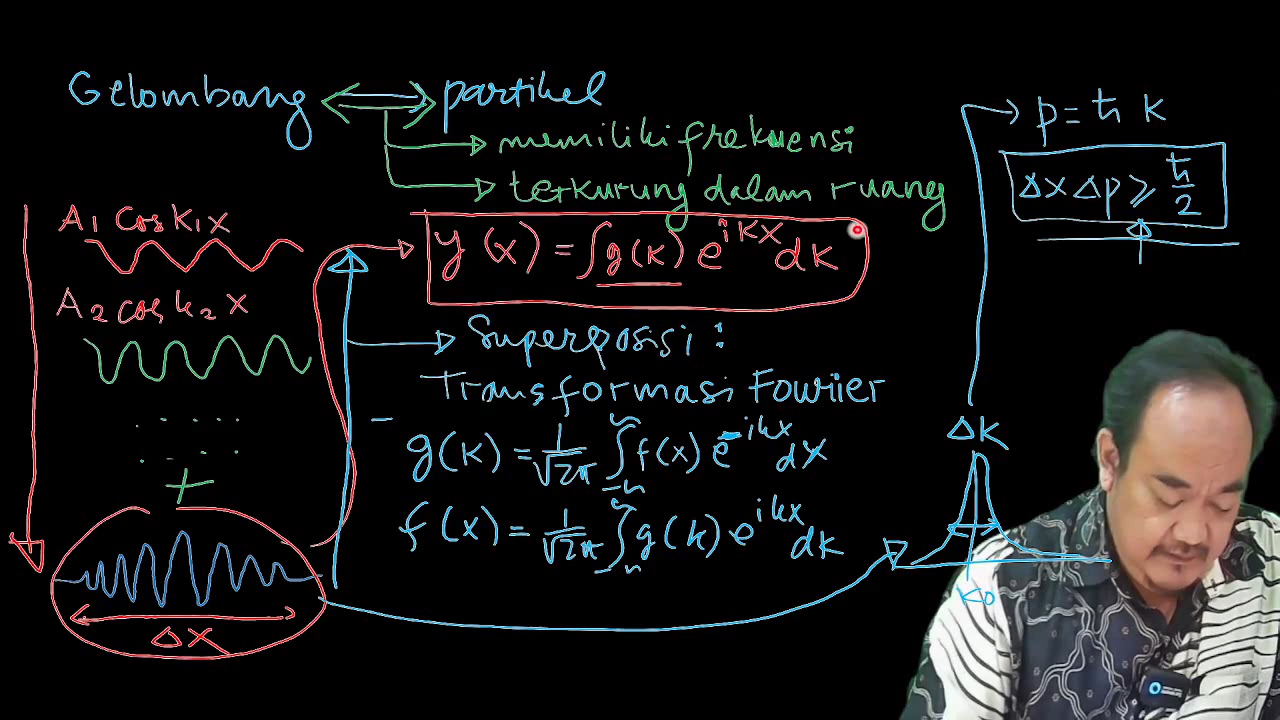 Gelombang ⟺ partikel
memiliki frekuensi
terkurung dalam ruang
A₁ cos k₁x
A₂ cos k₂x
.....
....
+
Δx
y(x) = ∫g(k) e^{ikx} dk
Superposisi :
Transformasi Fouriier
g(k) = 1/√2π ∫_{-∞}^{∞} f(x) e^{-ikx} dx
f(x) = 1/√2π ∫_{-∞}^{∞} g(k) e^{ikx} dk
p = ħ k
Δx Δp ≥ ħ/2
Δk
k₀